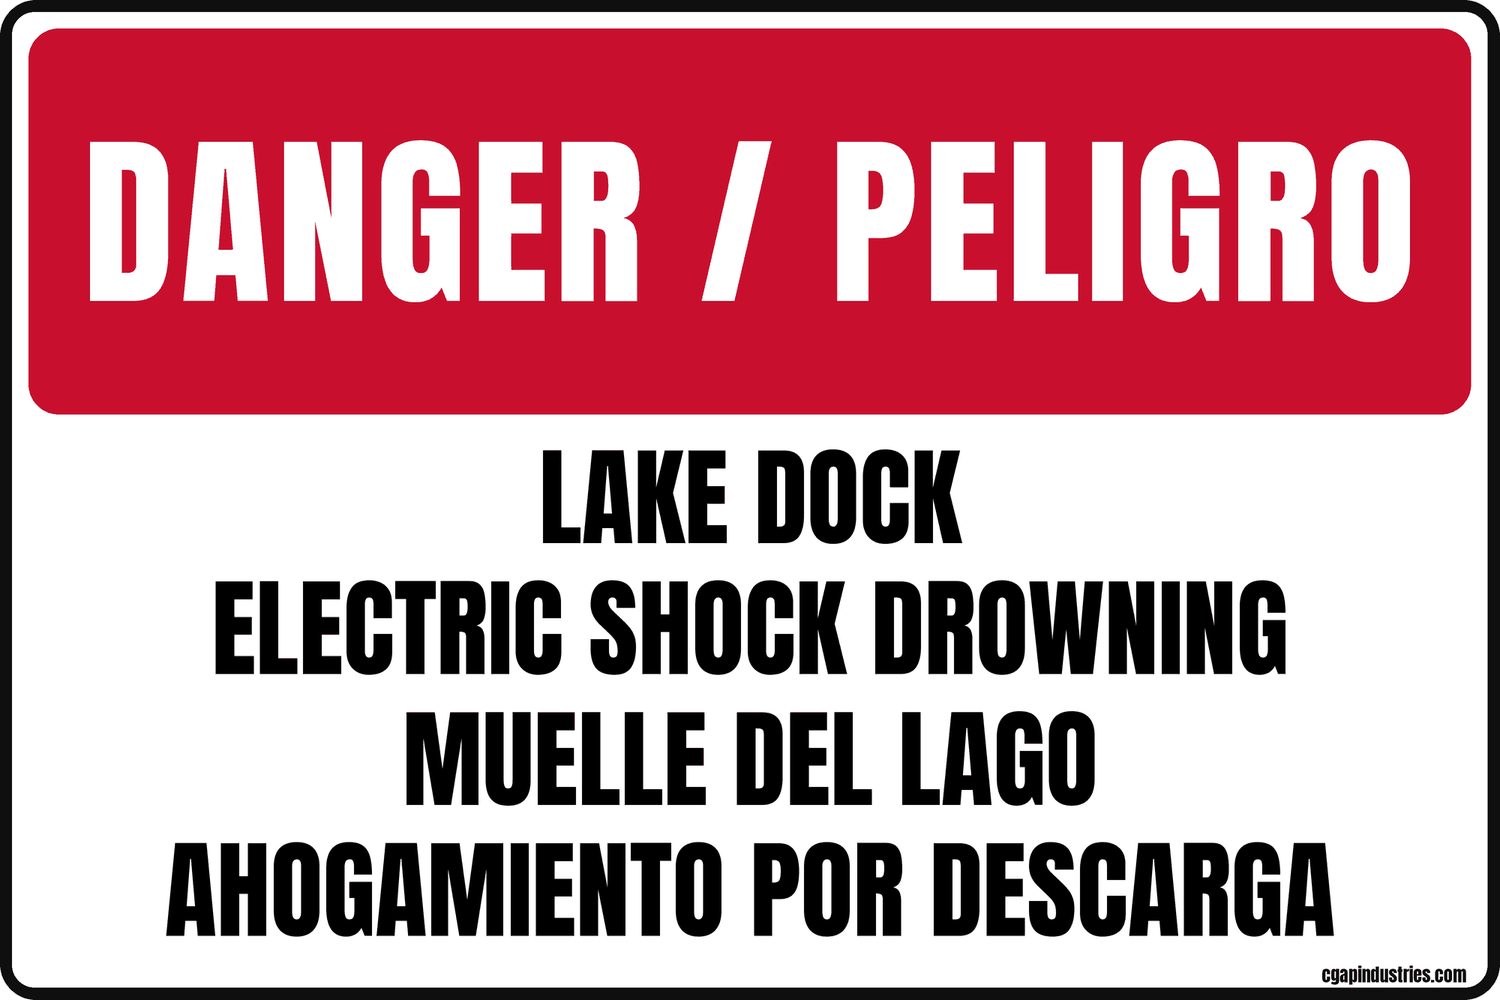 DANGER / PELIGRO
LAKE DOCK
ELECTRIC SHOCK DROWNING
MUELLE DEL LAGO
AHOGAMIENTO POR DESCARGA
cgapindustries.com